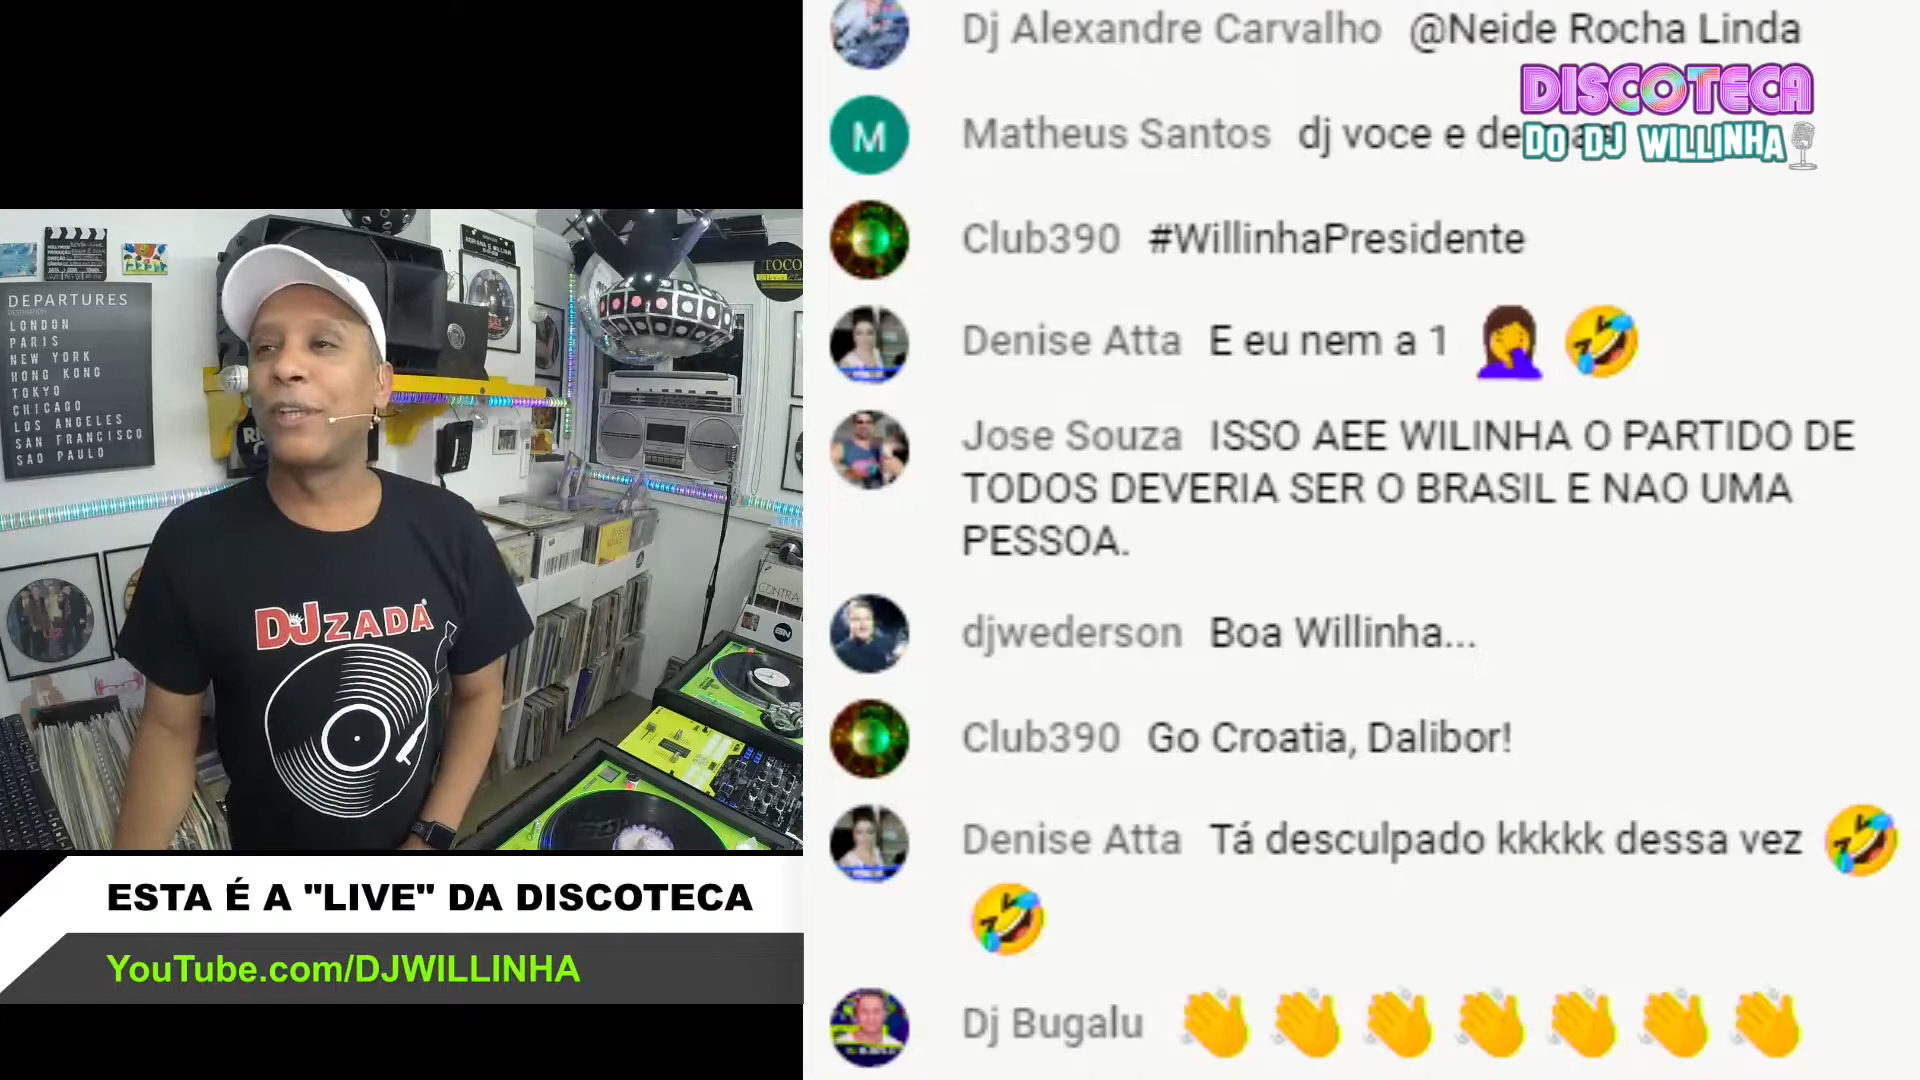 Dj Alexandre Carvalho @Neide Rocha Linda
DISCOTECA
DO DJ WILLINHA
M
Matheus Santos dj voce e
Club390 #WillinhaPresidente
Denise Atta E eu nem a 1 🤦‍♀️ 🤣
Jose Souza ISSO AEE WILINHA O PARTIDO DE
TODOS DEVERIA SER O BRASIL E NAO UMA
PESSOA.
djwederson Boa Willinha...
Club390 Go Croatia, Dalibor!
Denise Atta Tá desculpado kkkkk dessa vez 🤣
🤣
Dj Bugalu 👏 👏 👏 👏 👏 👏 👏
DEPARTURES
LONDON
PARIS
NEW YORK
HONG KONG
TOKYO
CHICAGO
LOS ANGELES
SAN FRANCISCO
SAO PAULO
TOCO
CONTRA
DJZADA
ESTA É A "LIVE" DA DISCOTECA
YouTube.com/DJWILLINHA